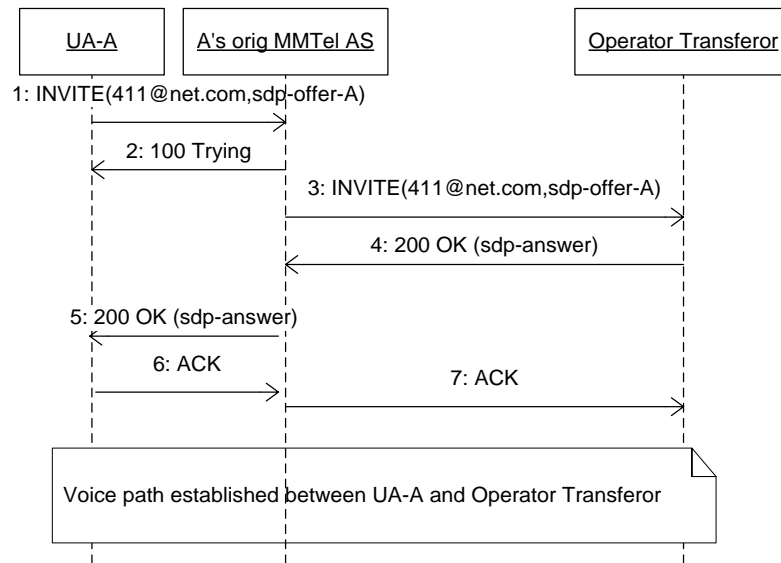 UA-A
A's orig MMTel AS
Operator Transferor
1: INVITE(411@net.com,sdp-offer-A)
2: 100 Trying
3: INVITE(411@net.com,sdp-offer-A)
4: 200 OK (sdp-answer)
5: 200 OK (sdp-answer)
6: ACK
7: ACK
Voice path established between UA-A and Operator Transferor